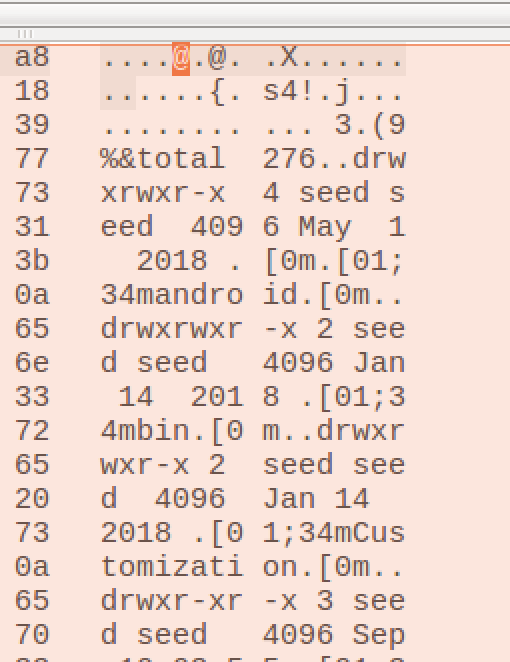 a8 ....@.@. .X......
18 ......{. s4!.j...
39 ........ ... 3.(9
77 %&total  276..drw
73 xrwxr-x  4 seed s
31 eed  409 6 May  1
3b   2018 . [0m.[01;
0a 34mandro id.[0m..
65 drwxrwxr -x 2 see
6e d seed   4096 Jan
33  14  201 8 .[01;3
72 4mbin.[0 m..drwxr
65 wxr-x 2  seed see
20 d  4096  Jan 14
73 2018 .[0 1;34mCus
0a tomizati on.[0m..
65 drwxr-xr -x 3 see
70 d seed   4096 Sep